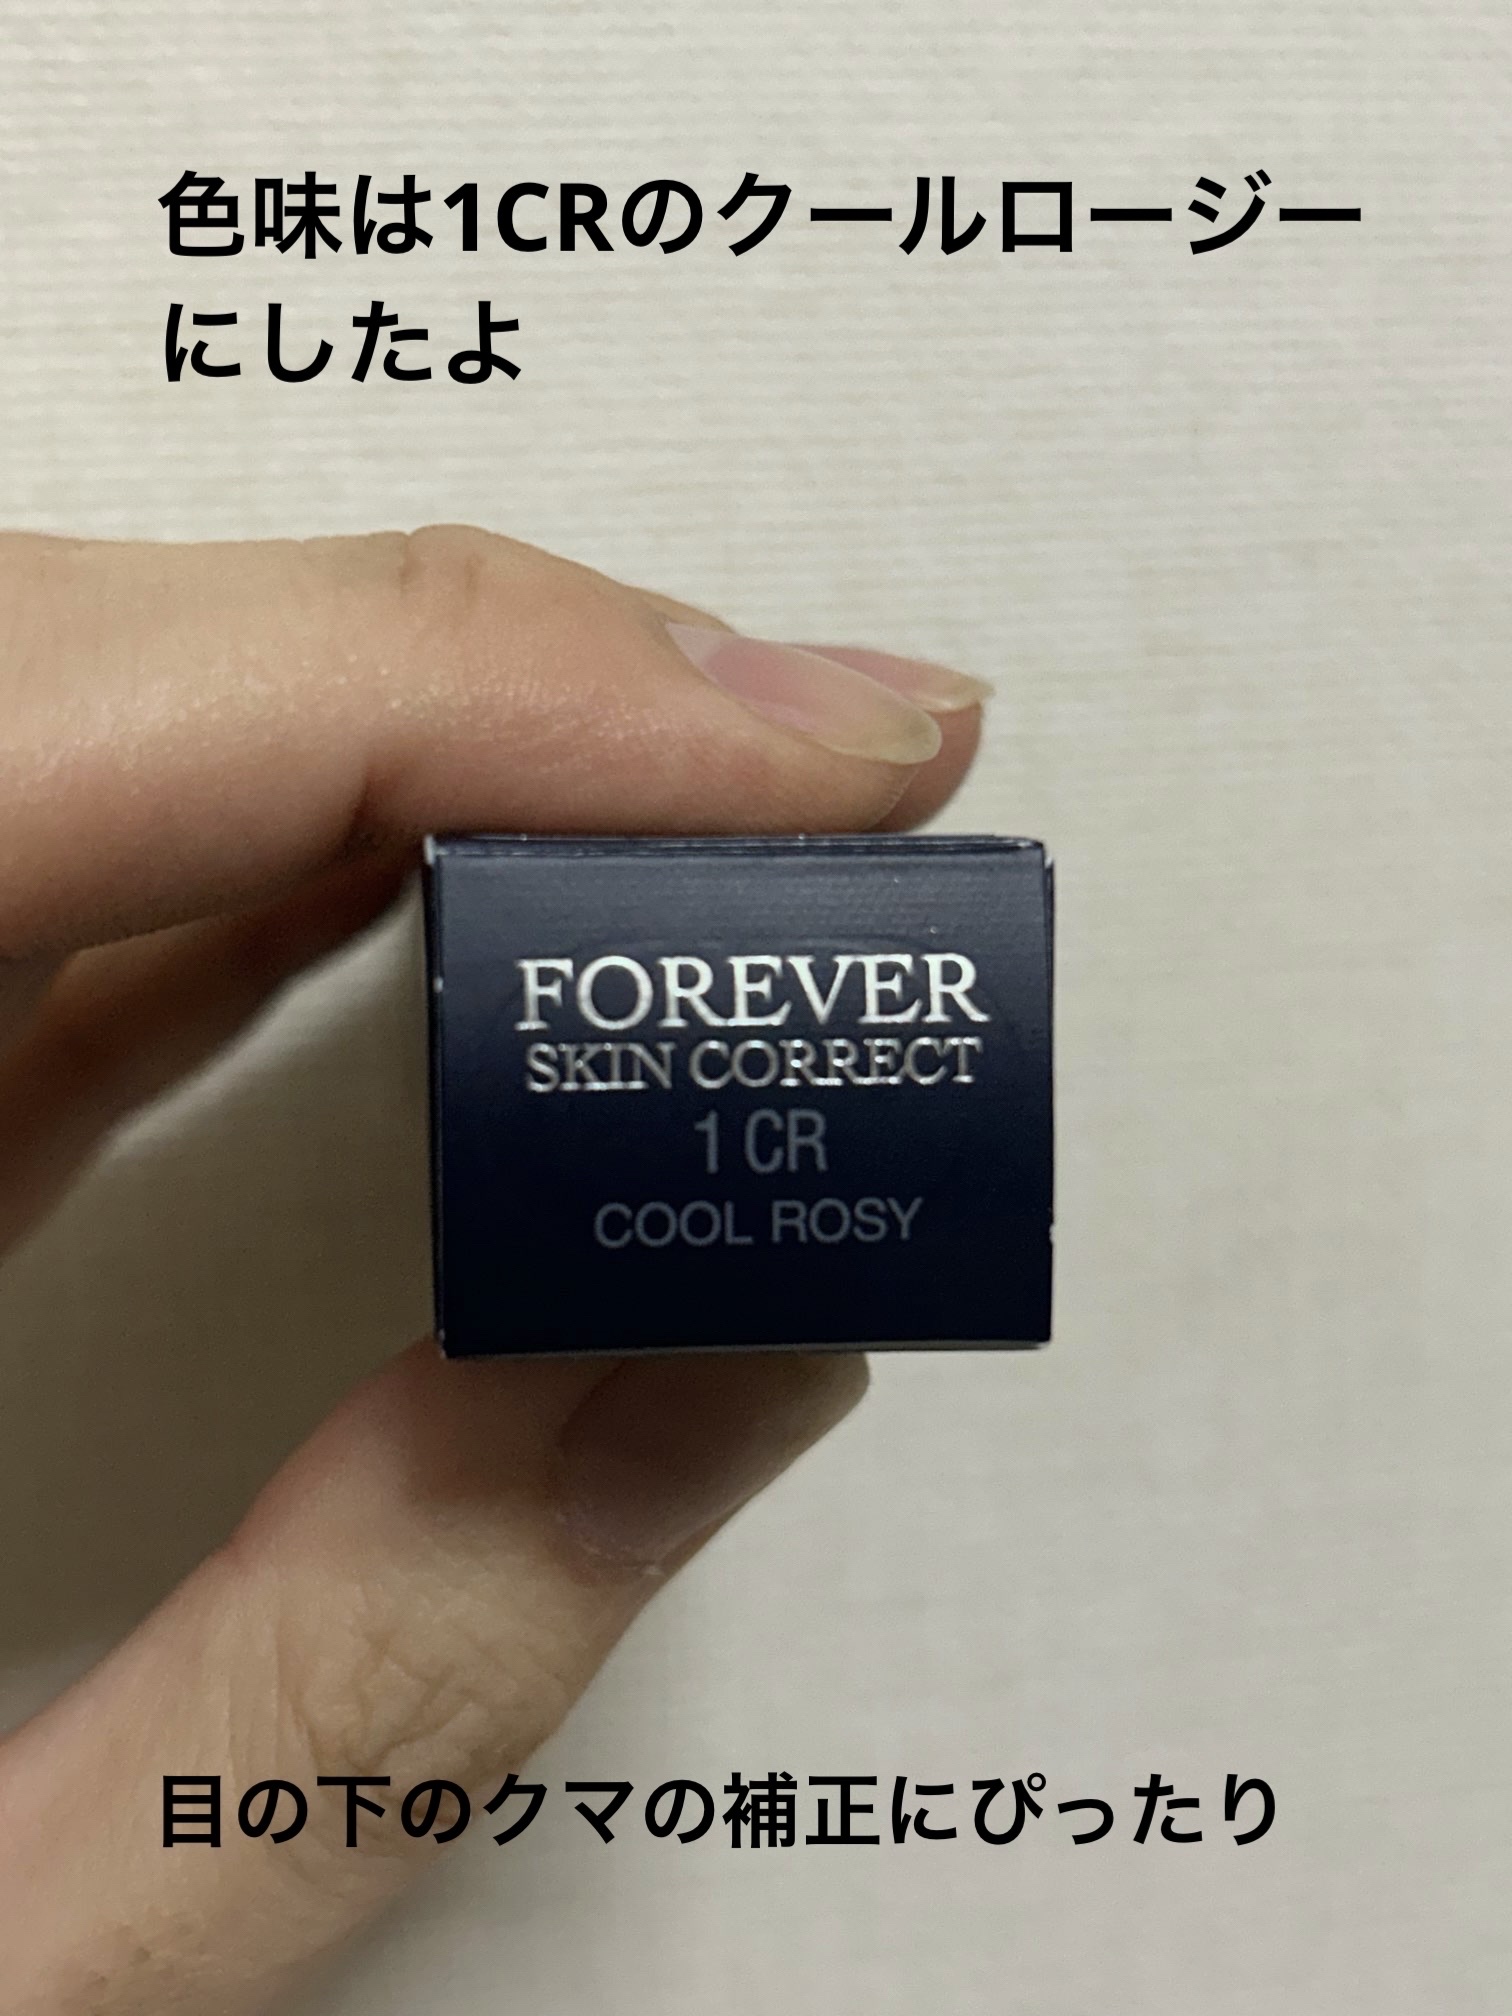 色味は1CRのクールロージー
にしたよ
FOREVER
SKIN CORRECT
1 CR
COOL ROSY
目の下のクマの補正にぴったり